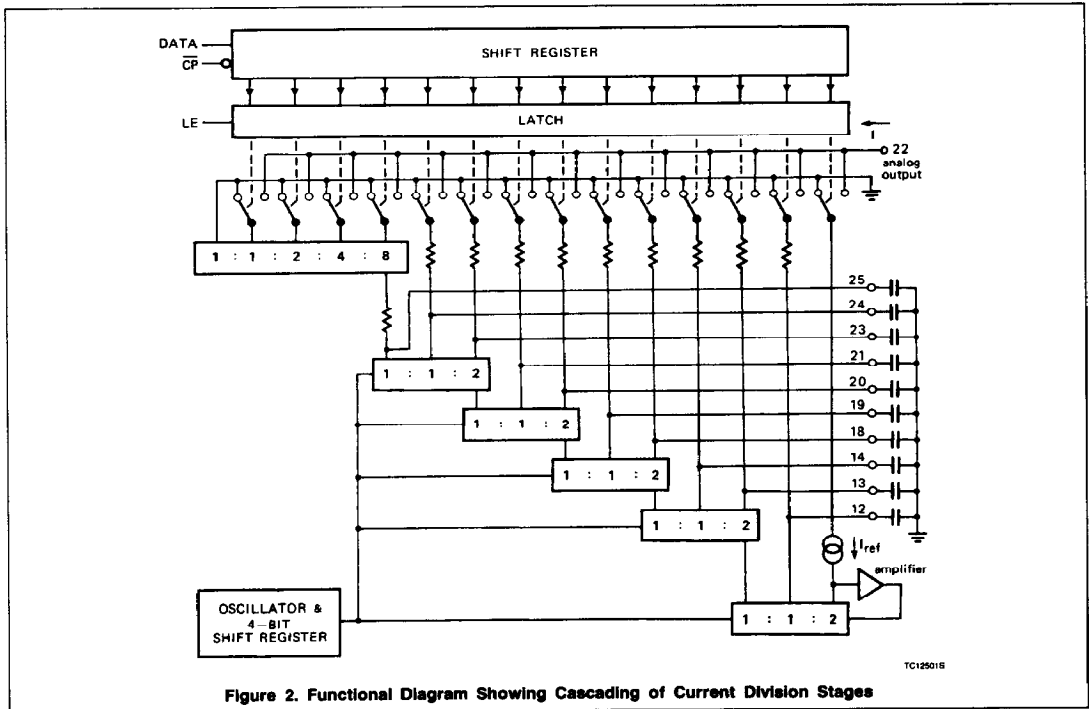 DATA
SHIFT REGISTER
CP
LE
LATCH
I
22
analog
output
1 : 1 : 2 : 4 : 8
25
24
23
21
1 : 1 : 2
20
19
1 : 1 : 2
18
14
1 : 1 : 2
13
12
1 : 1 : 2
Iref
amplifier
OSCILLATOR &
4-BIT
SHIFT REGISTER
1 : 1 : 2
TC12501S
Figure 2. Functional Diagram Showing Cascading of Current Division Stages